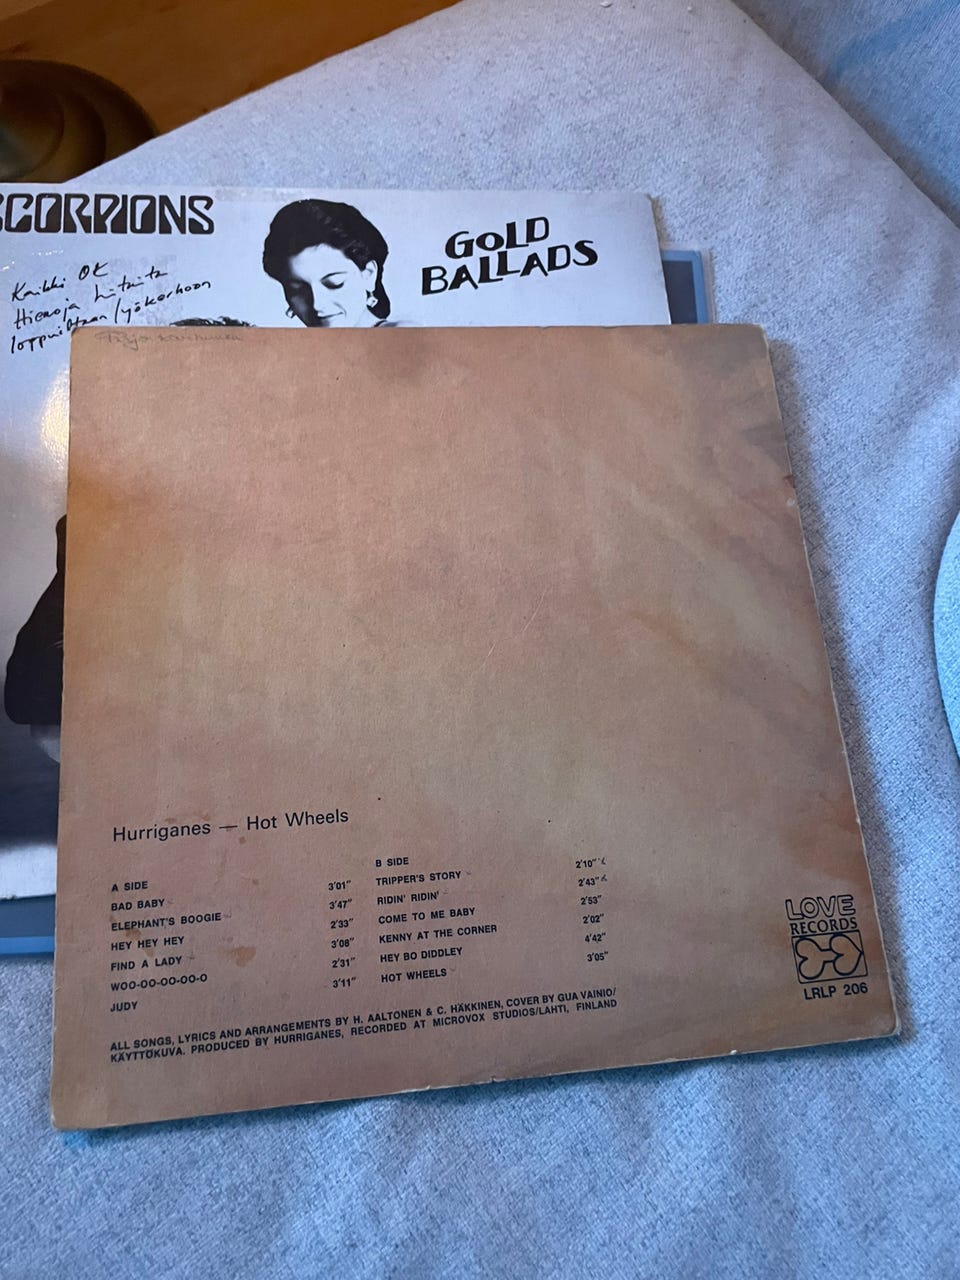 SCORPIONS
GOLD
BALLADS
Kaikki OK
Hienoja hitaita
loppuiltaan / yökerhoon
Hurriganes — Hot Wheels
A SIDE
BAD BABY 3'01"
ELEPHANT'S BOOGIE 3'47"
HEY HEY HEY 2'33"
FIND A LADY 3'08"
WOO-OO-OO-OO-O 2'31"
JUDY 3'11"
B SIDE
TRIPPER'S STORY 2'10"
RIDIN' RIDIN' 2'43"
COME TO ME BABY 2'53"
KENNY AT THE CORNER 2'02"
HEY BO DIDDLEY 4'42"
HOT WHEELS 3'05"
ALL SONGS, LYRICS AND ARRANGEMENTS BY H. AALTONEN & C. HÄKKINEN, COVER BY GUA VAINIO/
KÄYTTÖKUVA. PRODUCED BY HURRIGANES, RECORDED AT MICROVOX STUDIOS/LAHTI, FINLAND
LOVE
RECORDS
LRLP 206